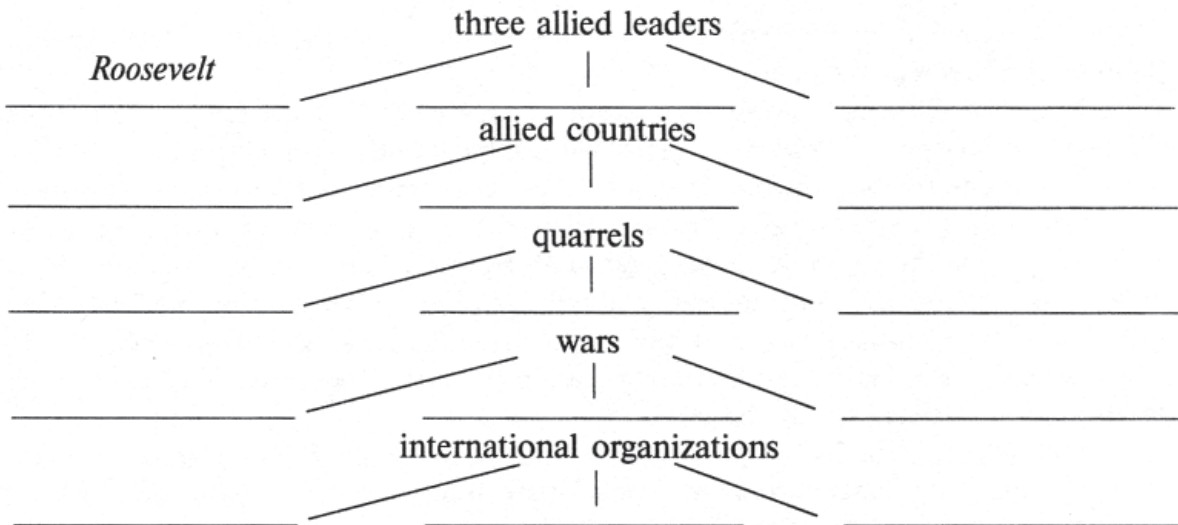 three allied leaders
Roosevelt
allied countries
quarrels
wars
international organizations